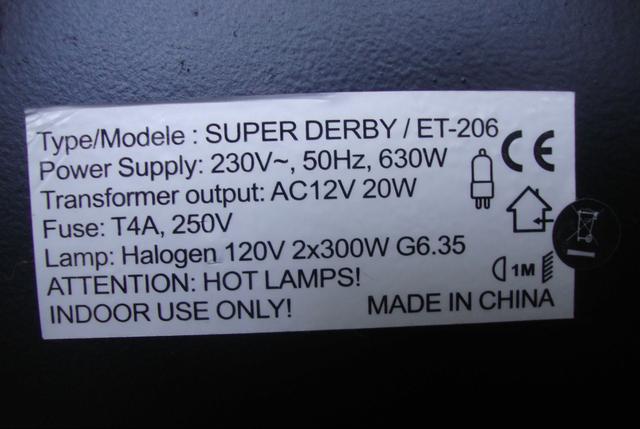 Type/Modele : SUPER DERBY / ET-206
Power Supply: 230V~, 50Hz, 630W
Transformer output: AC12V 20W
Fuse: T4A, 250V
Lamp: Halogen 120V 2x300W G6.35
ATTENTION: HOT LAMPS!
INDOOR USE ONLY!
CE
1M
MADE IN CHINA